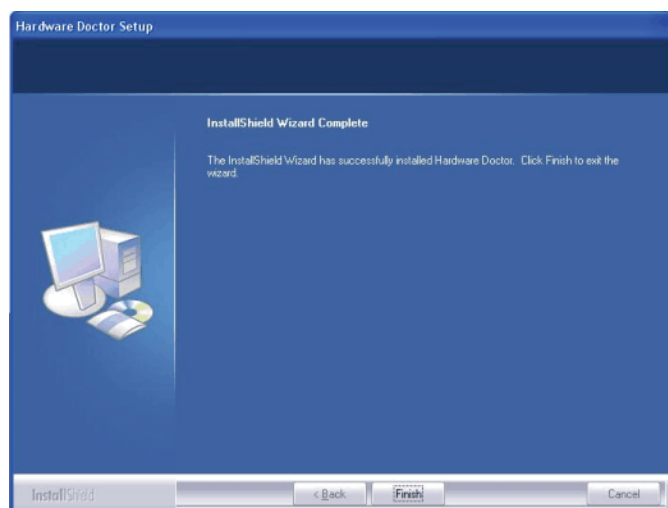 Hardware Doctor Setup
InstallShield Wizard Complete
The InstallShield Wizard has successfully installed Hardware Doctor. Click Finish to exit the
wizard.
InstallShield
< Back
Finish
Cancel